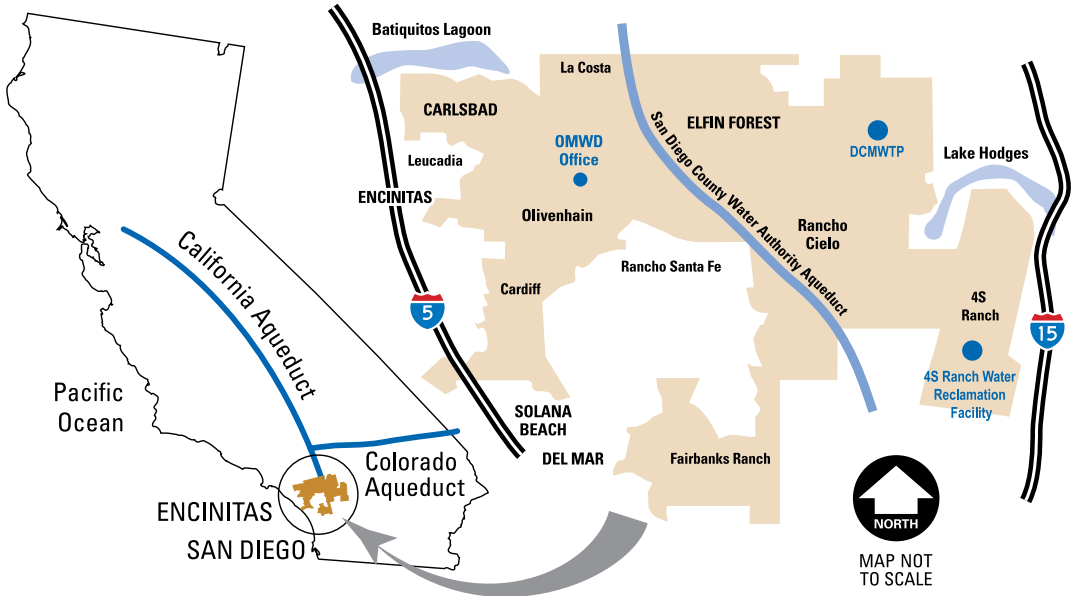 Batiquitos Lagoon
La Costa
CARLSBAD
ELFIN FOREST
San Diego County Water Authority Aqueduct
DCMWTP
Lake Hodges
Leucadia
OMWD
Office
ENCINITAS
Olivenhain
Rancho
Cielo
Rancho Santa Fe
Cardiff
5
4S
Ranch
15
4S Ranch Water
Reclamation
Facility
SOLANA
BEACH
DEL MAR
Fairbanks Ranch
California Aqueduct
Pacific
Ocean
Colorado
Aqueduct
ENCINITAS
SAN DIEGO
NORTH
MAP NOT
TO SCALE